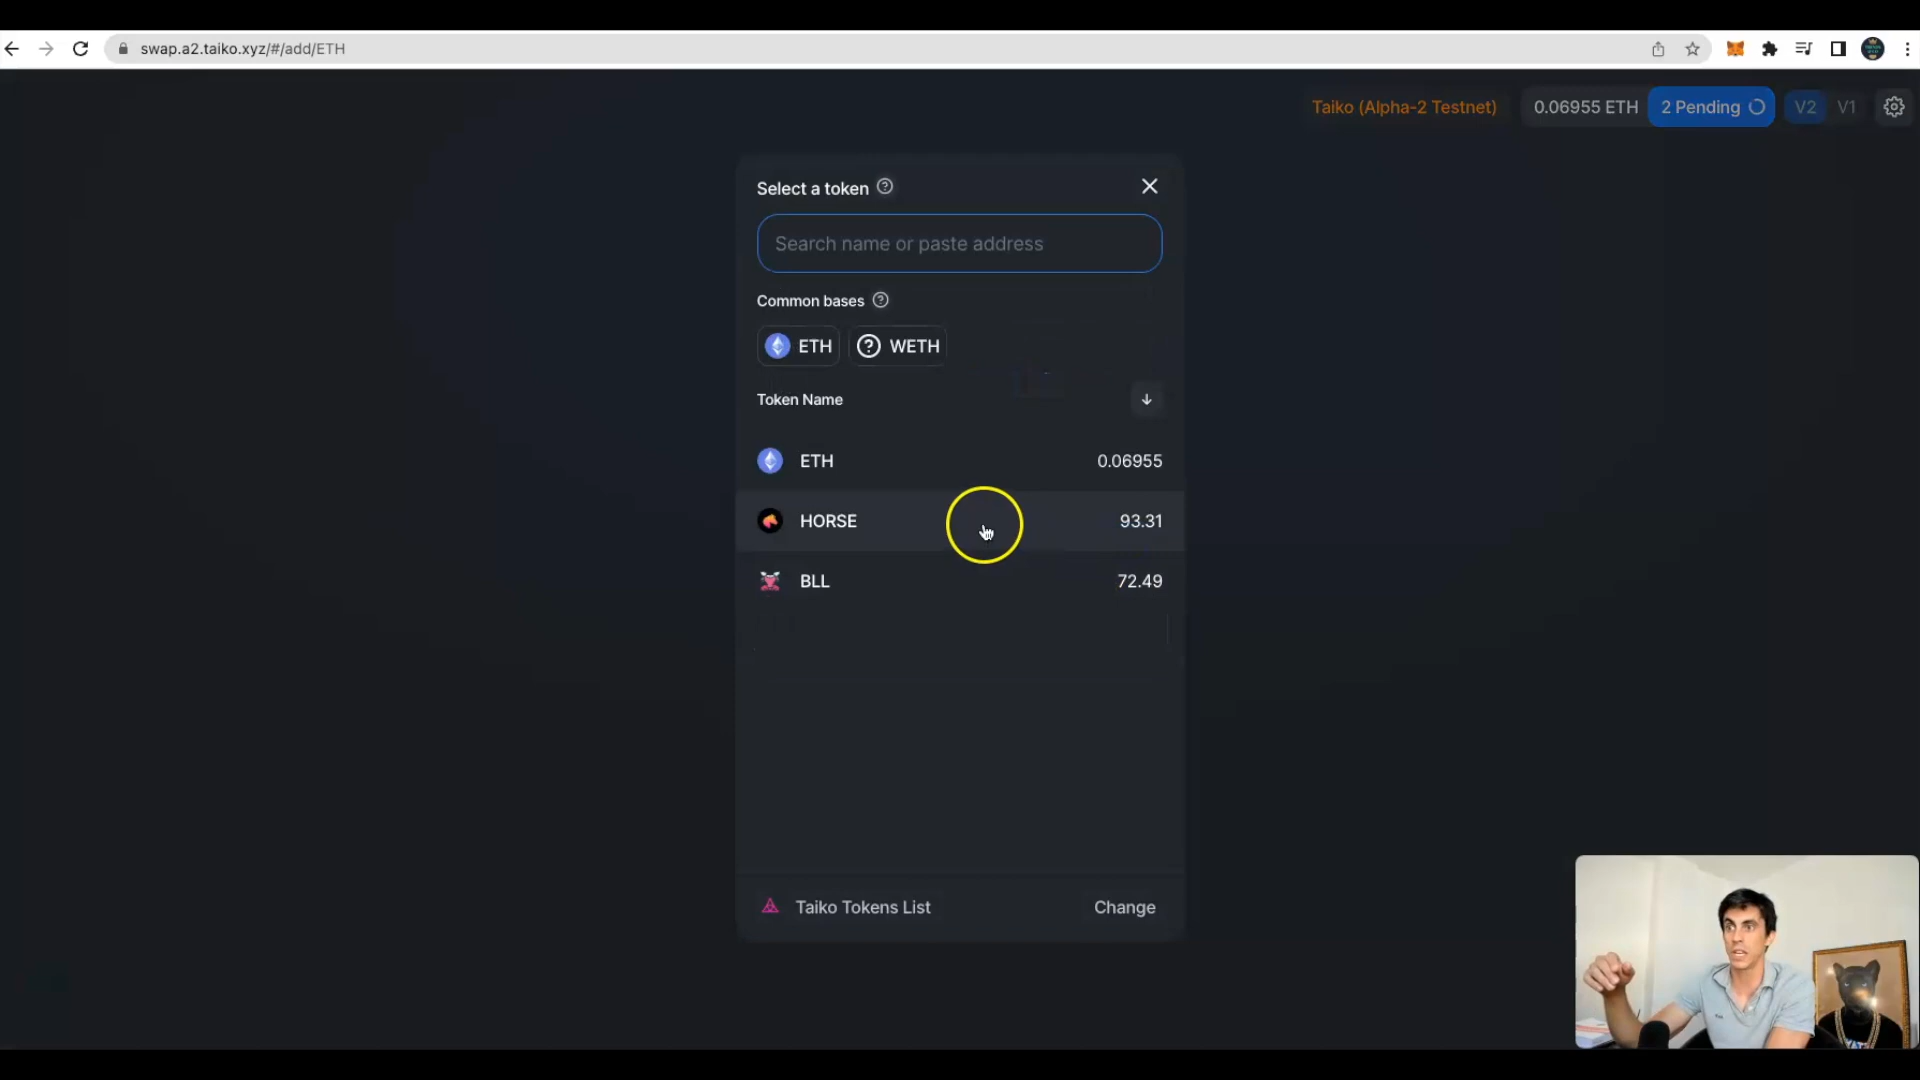 swap.a2.taiko.xyz/#/add/ETH
Taiko (Alpha-2 Testnet) 0.06955 ETH 2 Pending V2 V1
Select a token
Search name or paste address
Common bases
ETH WETH
Token Name
ETH 0.06955
HORSE 93.31
BLL 72.49
Taiko Tokens List Change